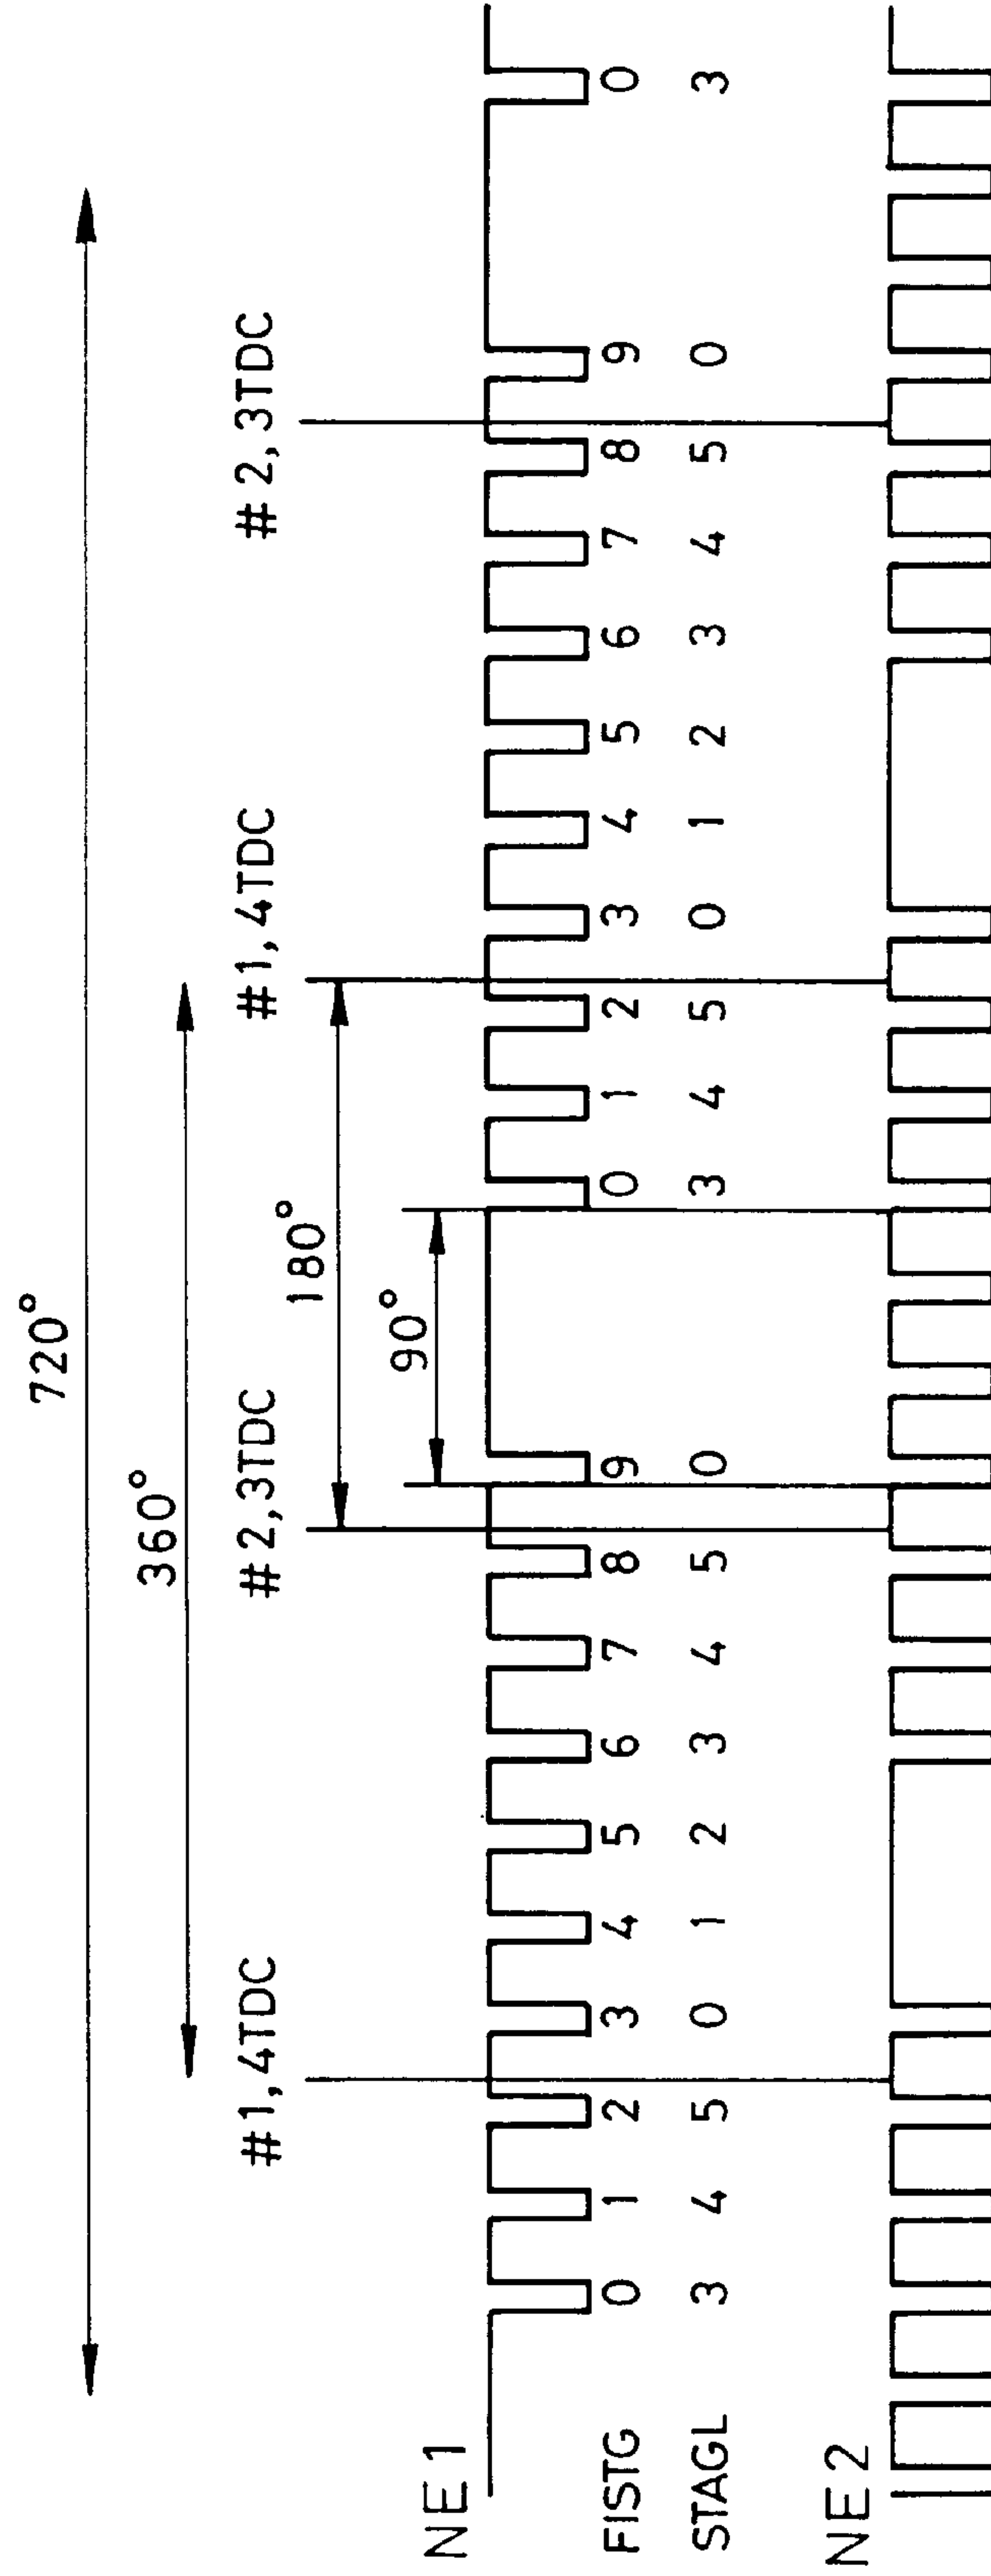 720°
360°
#1,4TDC #2,3TDC #1,4TDC #2,3TDC
180°
90°
NE 1
FISTG 0 1 2 3 4 5 6 7 8 9 0 1 2 3 4 5 6 7 8 9 0
STAGL 3 4 5 0 1 2 3 4 5 0 3 4 5 0 1 2 3 4 5 0 3
NE 2